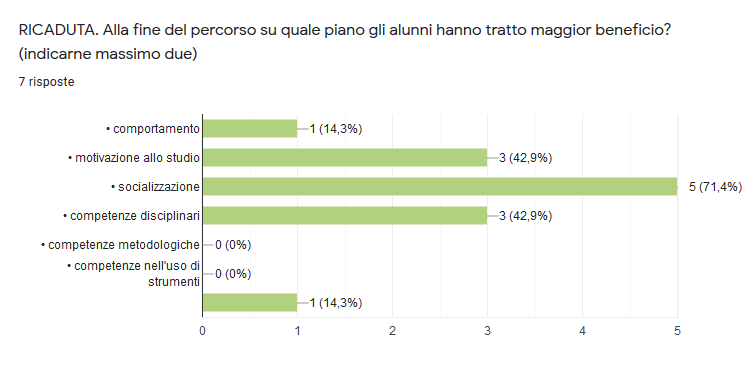 RICADUTA. Alla fine del percorso su quale piano gli alunni hanno tratto maggior beneficio?
(indicarne massimo due)
7 risposte
• comportamento 1 (14,3%)
• motivazione allo studio 3 (42,9%)
• socializzazione 5 (71,4%)
• competenze disciplinari 3 (42,9%)
• competenze metodologiche 0 (0%)
• competenze nell'uso di
strumenti 0 (0%)
1 (14,3%)
0 1 2 3 4 5